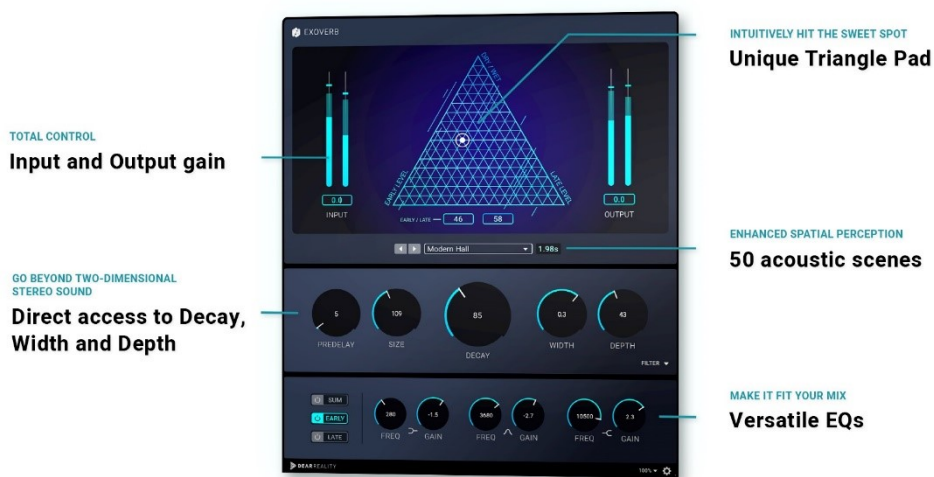 EXOVERB
INTUITIVELY HIT THE SWEET SPOT
Unique Triangle Pad
DRY / WET
TOTAL CONTROL
Input and Output gain
EARLY LEVEL
LATE LEVEL
0.0
INPUT
EARLY / LATE
46
58
0.0
OUTPUT
Modern Hall
1.98s
ENHANCED SPATIAL PERCEPTION
50 acoustic scenes
GO BEYOND TWO-DIMENSIONAL
STEREO SOUND
Direct access to Decay,
Width and Depth
5
PREDELAY
109
SIZE
85
DECAY
0.3
WIDTH
43
DEPTH
FILTER
SUM
EARLY
LATE
280
FREQ
-1.5
GAIN
3680
FREQ
-2.7
GAIN
10500
FREQ
2.3
GAIN
MAKE IT FIT YOUR MIX
Versatile EQs
DEAR REALITY
100%